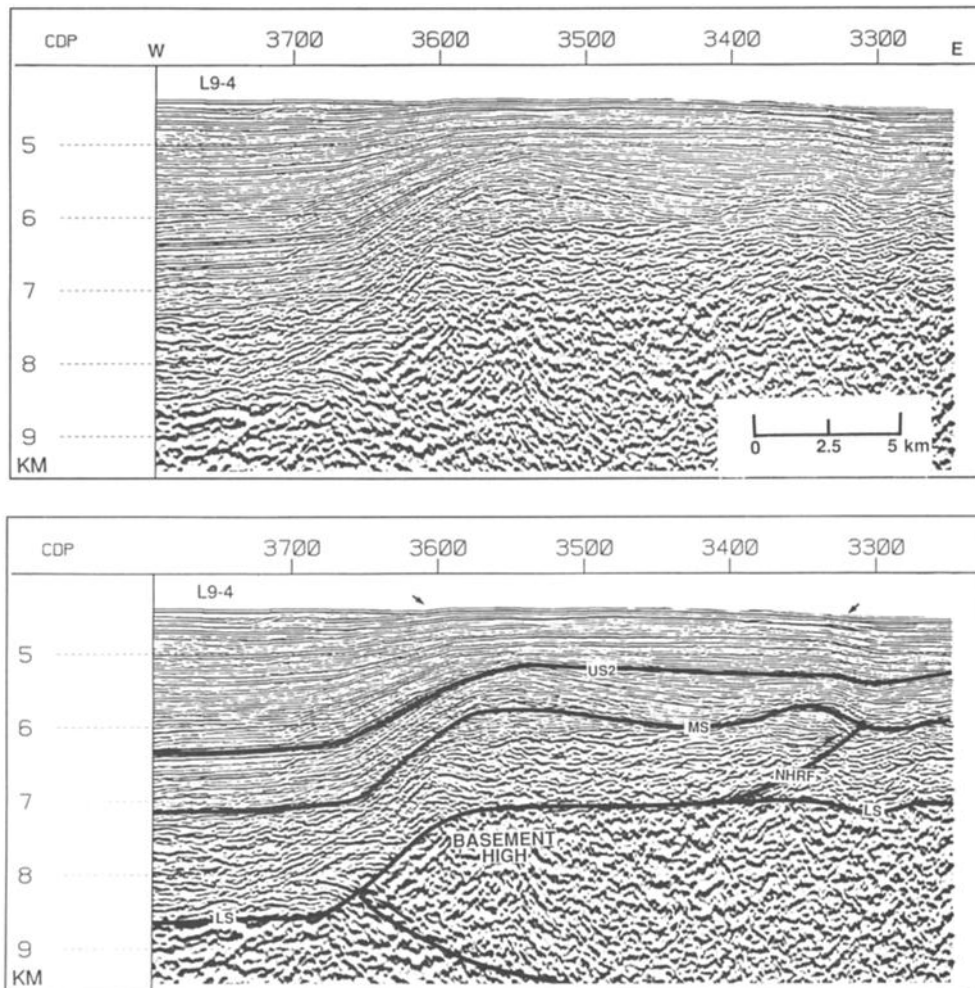 CDP 3700 3600 3500 3400 3300
W E
L9-4
5
6
7
8
9
KM
0 2.5 5 km
CDP 3700 3600 3500 3400 3300
L9-4
5
US2
6
MS
NHRF
7
LS
BASEMENT
HIGH
8
LS
9
KM